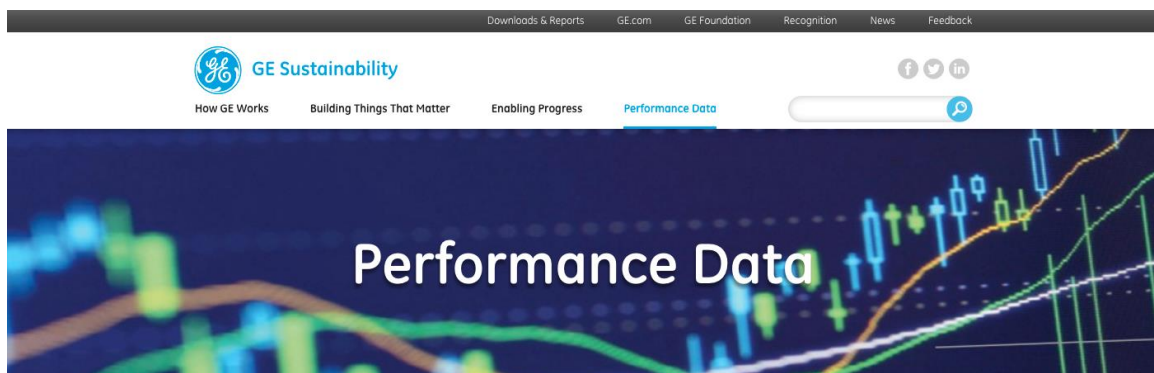 Downloads & Reports GE.com GE Foundation Recognition News Feedback
GE Sustainability
How GE Works Building Things That Matter Enabling Progress Performance Data
Performance Data